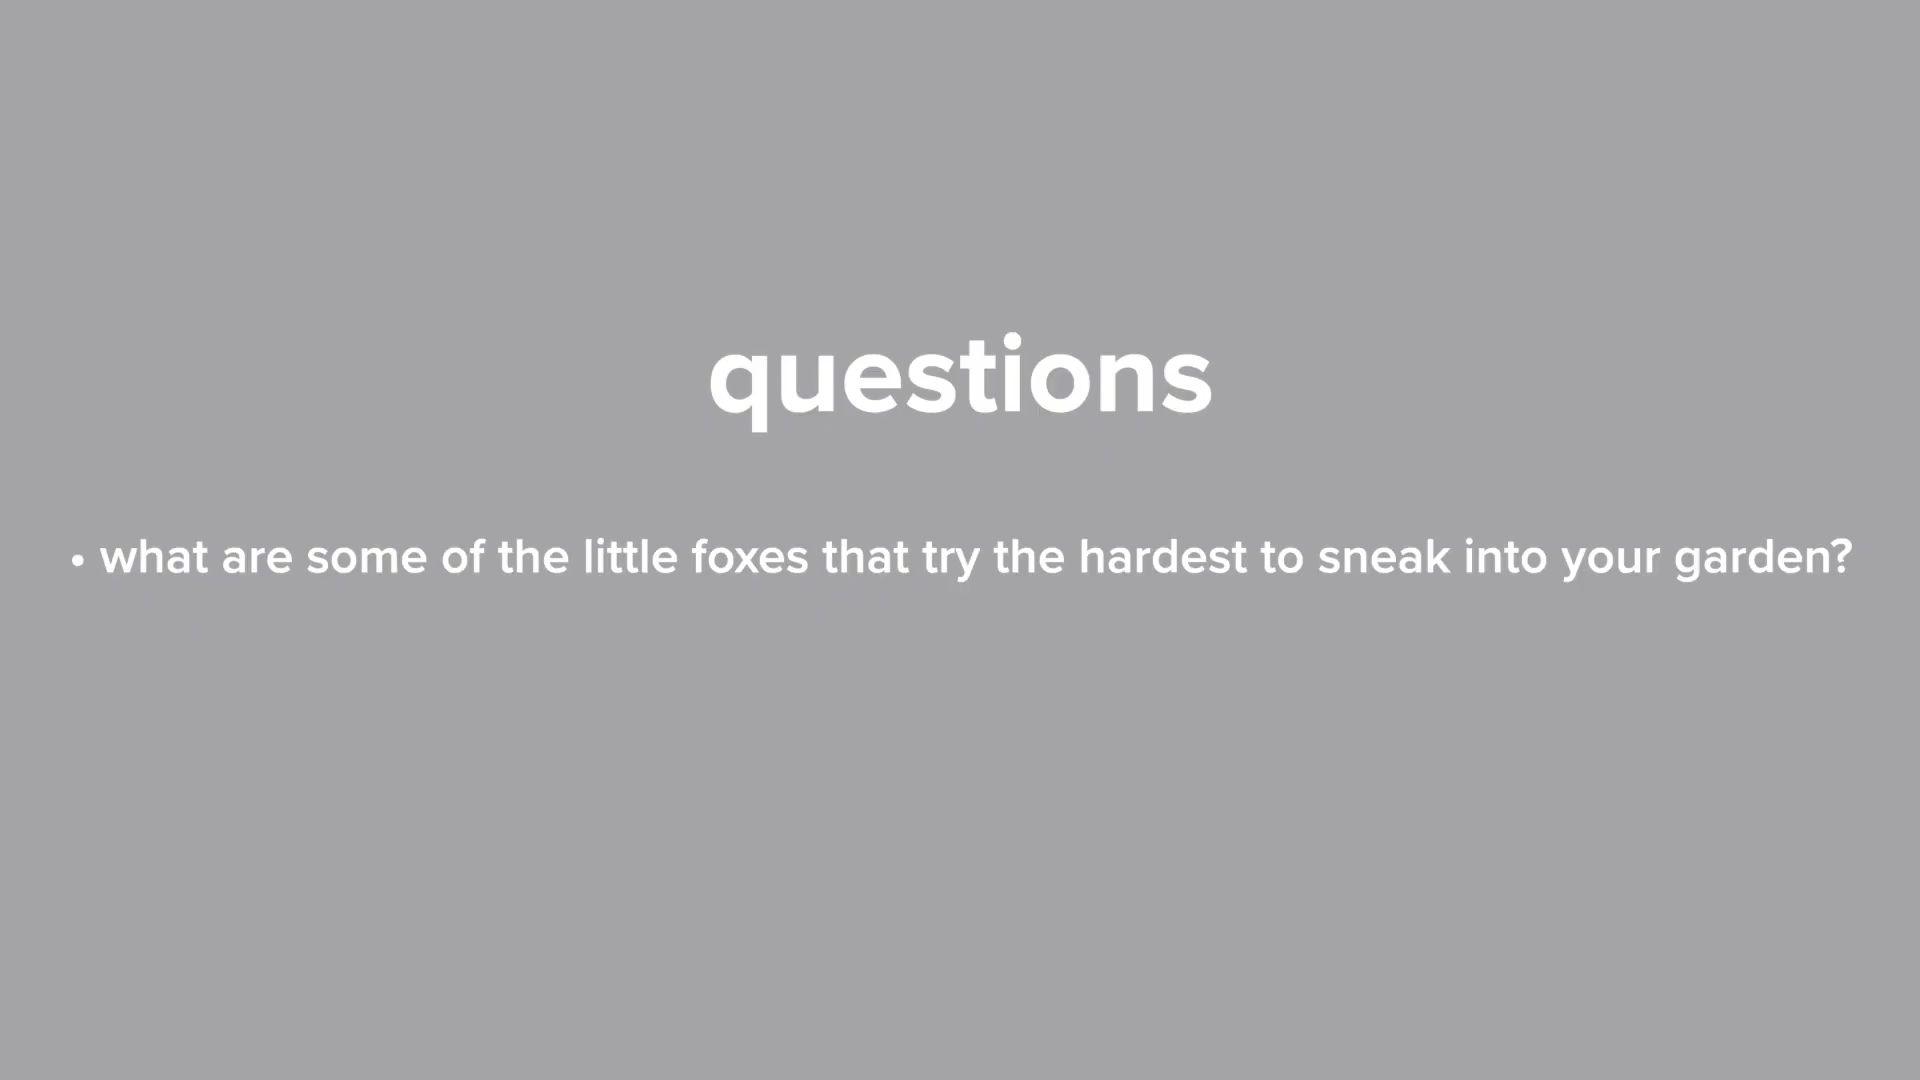 questions
• what are some of the little foxes that try the hardest to sneak into your garden?